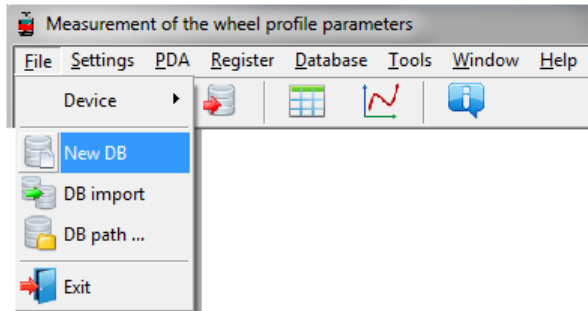 Measurement of the wheel profile parameters
File Settings PDA Register Database Tools Window Help
Device
New DB
DB import
DB path ...
Exit